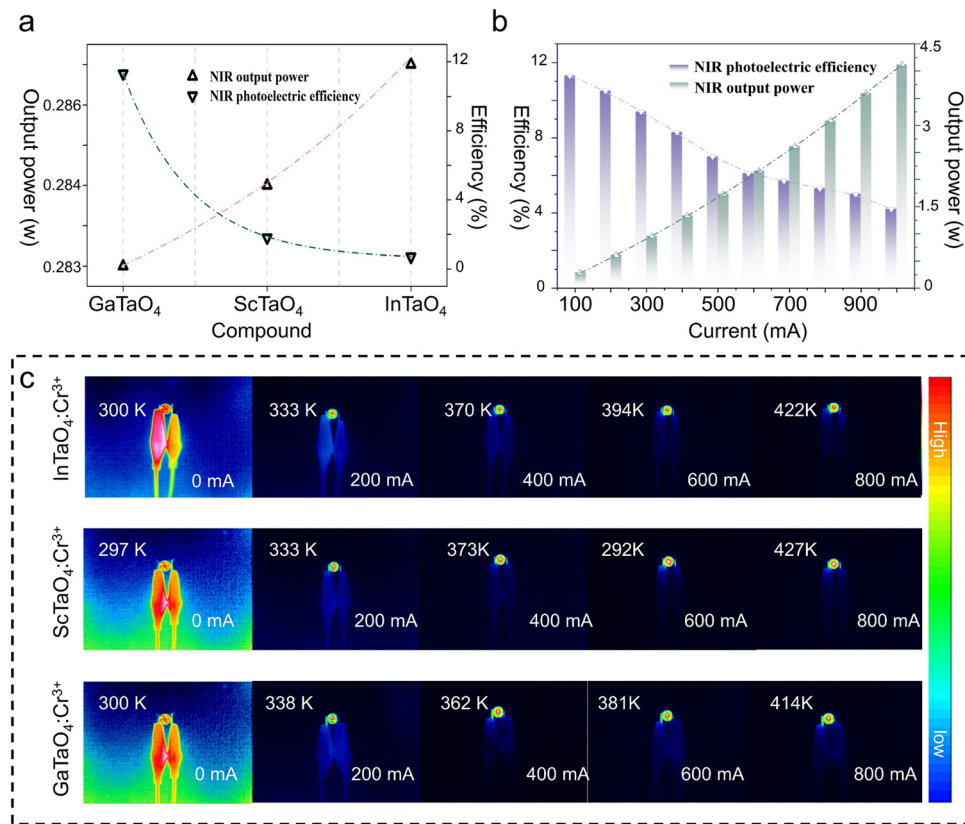 a
Output power (w)
0.286
0.284
0.283
NIR output power
NIR photoelectric efficiency
12
8
4
2
0
Efficiency (%)
GaTaO₄
ScTaO₄
InTaO₄
Compound
b
Efficiency %
12
8
4
0
NIR photoelectric efficiency
NIR output power
4.5
4
3
1.5
0
Output power (w)
100
300
500
700
900
Current (mA)
c
InTaO₄:Cr³⁺
300 K
0 mA
333 K
200 mA
370 K
400 mA
394K
600 mA
422K
800 mA
ScTaO₄:Cr³⁺
297 K
0 mA
333 K
200 mA
373K
400 mA
292K
600 mA
427K
800 mA
GaTaO₄:Cr³⁺
300 K
0 mA
338 K
200 mA
362 K
400 mA
381K
600 mA
414K
800 mA
High
low